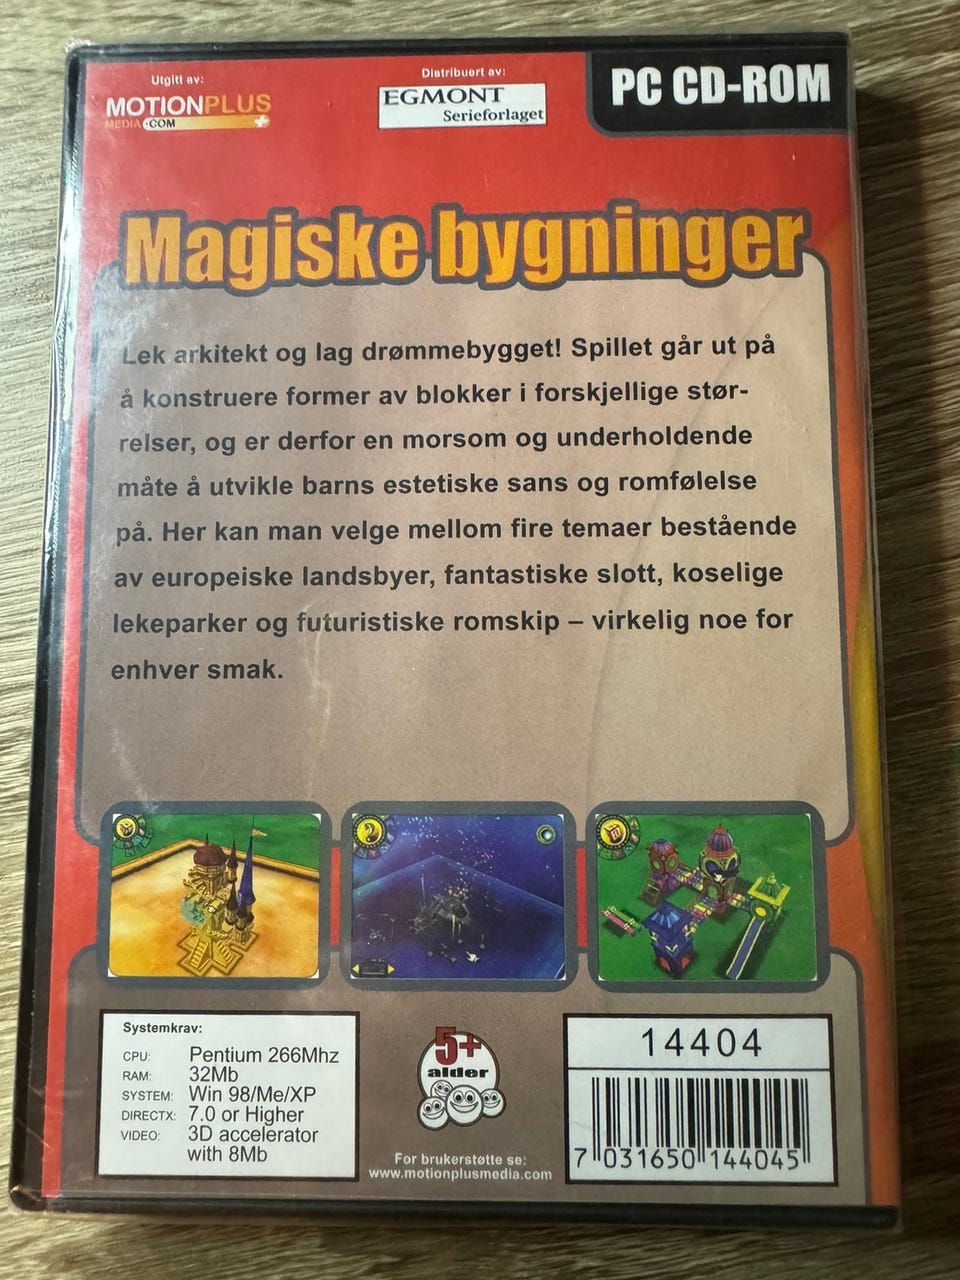 Utgitt av:
MOTIONPLUS
MEDIA.COM
Distribuert av:
EGMONT
Serieforlaget
PC CD-ROM
Magiske bygninger
Lek arkitekt og lag drømmebygget! Spillet går ut på
å konstruere former av blokker i forskjellige stør-
relser, og er derfor en morsom og underholdende
måte å utvikle barns estetiske sans og romfølelse
på. Her kan man velge mellom fire temaer bestående
av europeiske landsbyer, fantastiske slott, koselige
lekeparker og futuristiske romskip – virkelig noe for
enhver smak.
Systemkrav:
CPU: Pentium 266Mhz
RAM: 32Mb
SYSTEM: Win 98/Me/XP
DIRECTX: 7.0 or Higher
VIDEO: 3D accelerator
with 8Mb
5+
alder
For brukerstøtte se:
www.motionplusmedia.com
14404
7 031650 144045